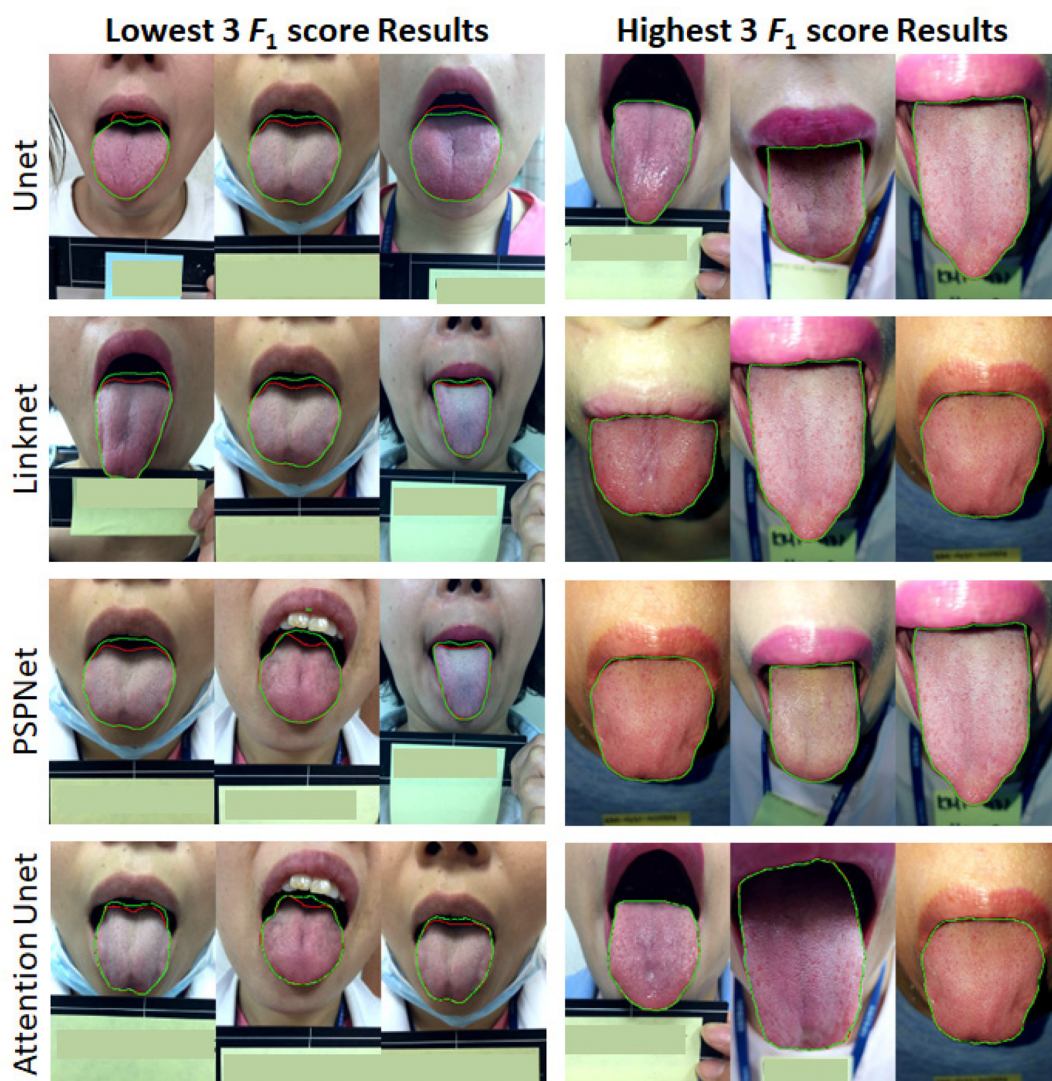 Lowest 3 F₁ score Results
Highest 3 F₁ score Results
Unet
Linknet
PSPNet
Attention Unet